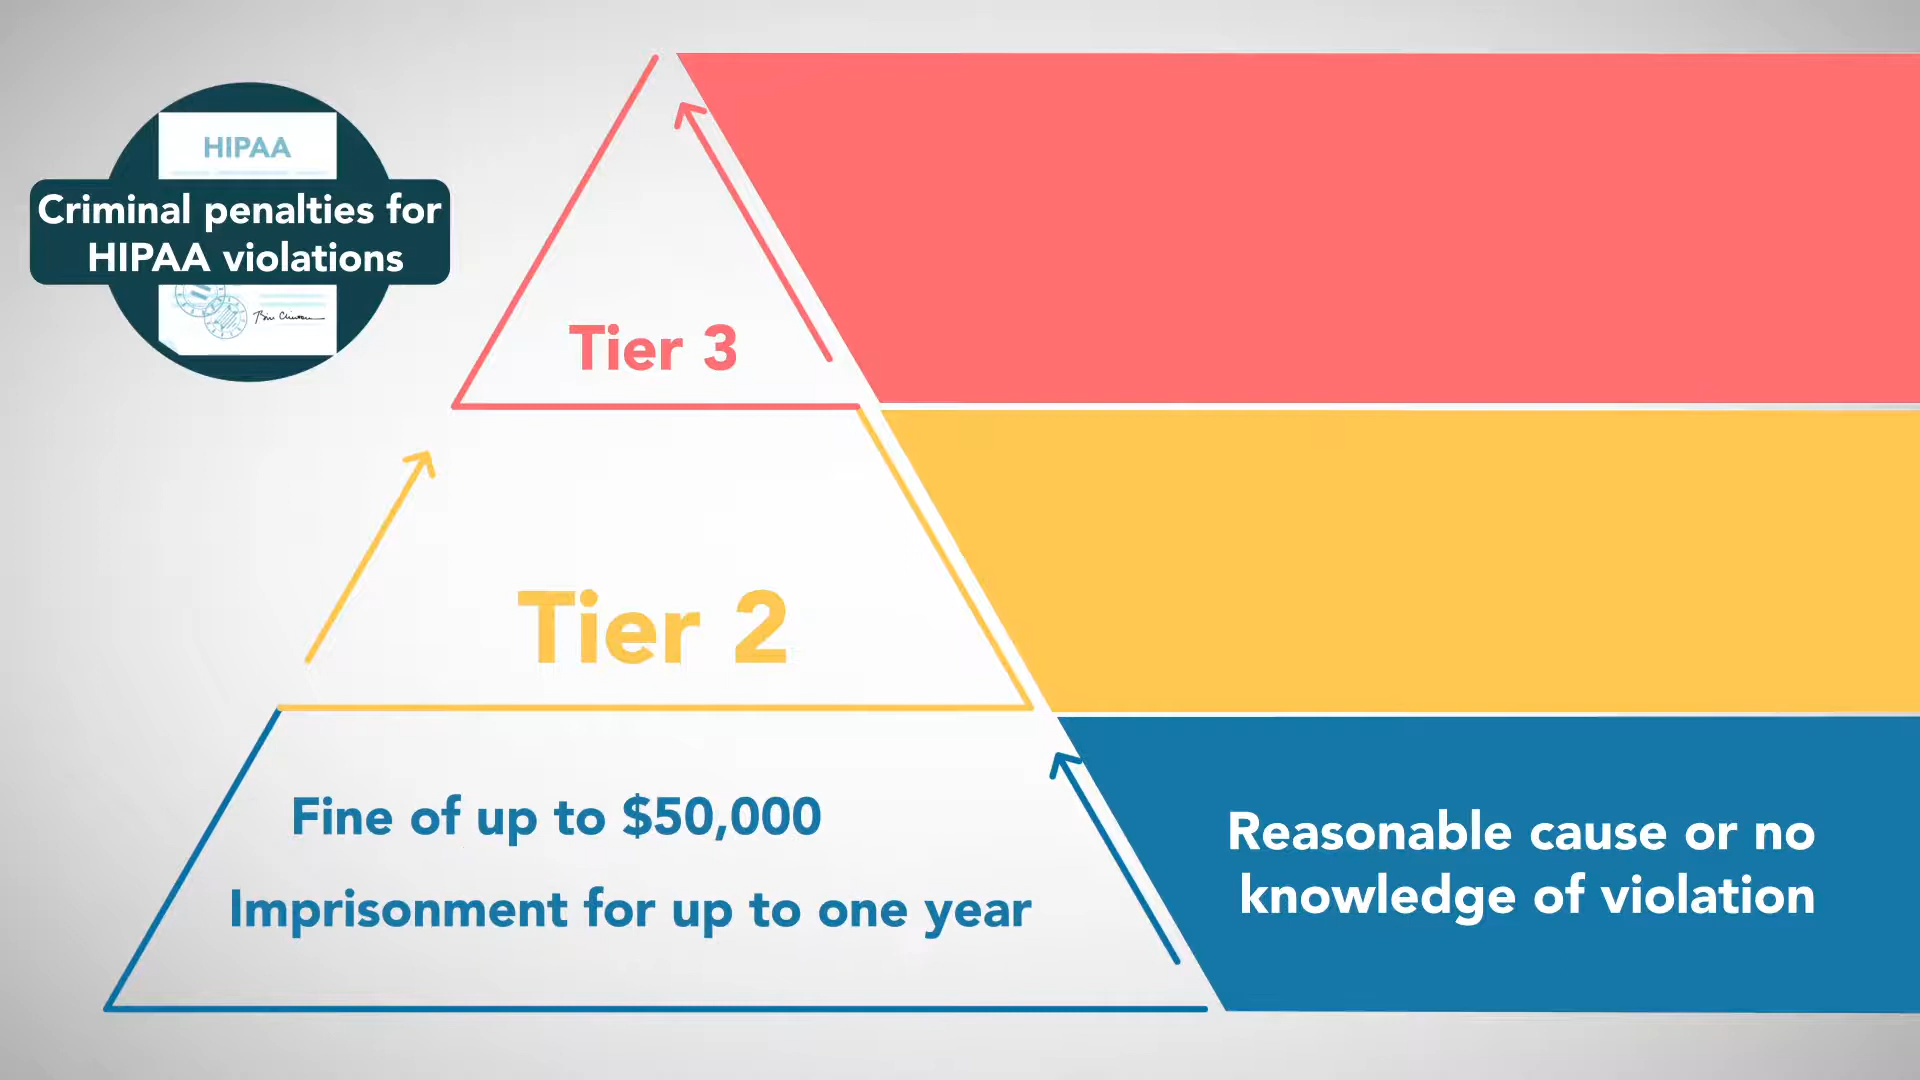 HIPAA
Criminal penalties for
HIPAA violations
Tier 3
Tier 2
Fine of up to $50,000
Imprisonment for up to one year
Reasonable cause or no
knowledge of violation